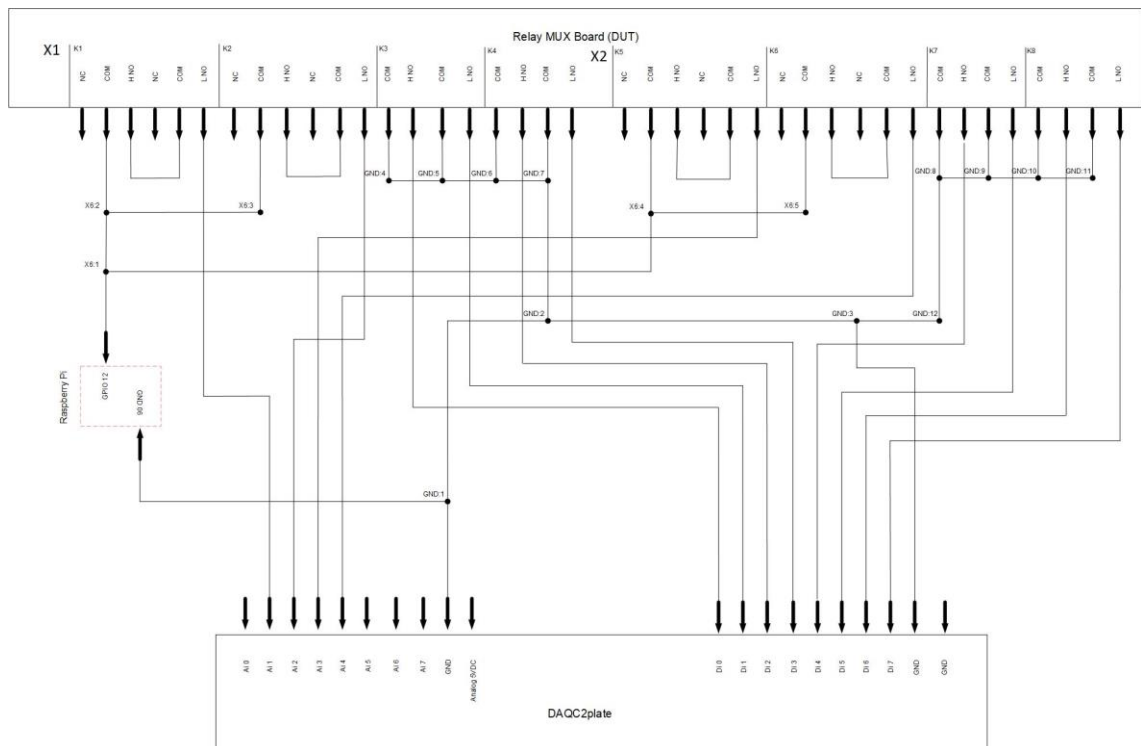 Relay MUX Board (DUT)
X1
K1
K2
K3
K4
X2
K5
K6
K7
K8
NC
COM
H NO
NC
COM
L NO
NC
COM
H NO
NC
COM
L NO
COM
H NO
COM
L NO
COM
H NO
COM
L NO
NC
COM
H NO
NC
COM
L NO
NC
COM
H NO
NC
COM
L NO
COM
H NO
COM
L NO
COM
H NO
COM
L NO
GND:4
GND:5
GND:6
GND:7
GND:8
GND:9
GND:10
GND:11
X6:2
X6:3
X6:4
X6:5
X6:1
GND:2
GND:3
GND:12
Raspberry Pi
GPIO 12
GND 06
GND:1
AI 0
AI 1
AI 2
AI 3
AI 4
AI 5
AI 6
AI 7
GND
Analog 5VDC
DI 0
DI 1
DI 2
DI 3
DI 4
DI 5
DI 6
DI 7
GND
GND
DAQC2plate